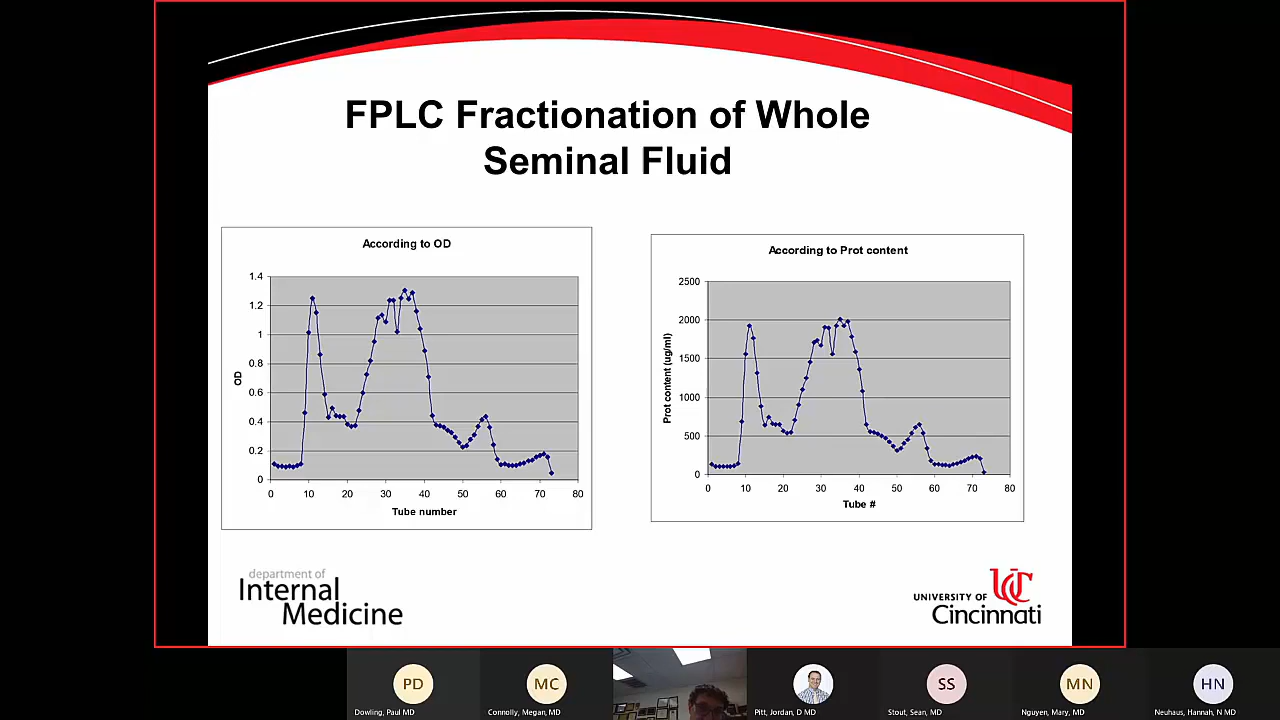 FPLC Fractionation of Whole
Seminal Fluid
According to OD
1.4
1.2
1
0.8
0.6
0.4
0.2
0
OD
0 10 20 30 40 50 60 70 80
Tube number
According to Prot content
2500
2000
1500
1000
500
0
Prot content (ug/ml)
0 10 20 30 40 50 60 70 80
Tube #
department of
Internal
Medicine
UC
UNIVERSITY OF
Cincinnati
PD
Dowling, Paul MD
MC
Connolly, Megan, MD
Pitt, Jordan, D MD
SS
Stout, Sean, MD
MN
Nguyen, Mary, MD
HN
Neuhaus, Hannah, N MD